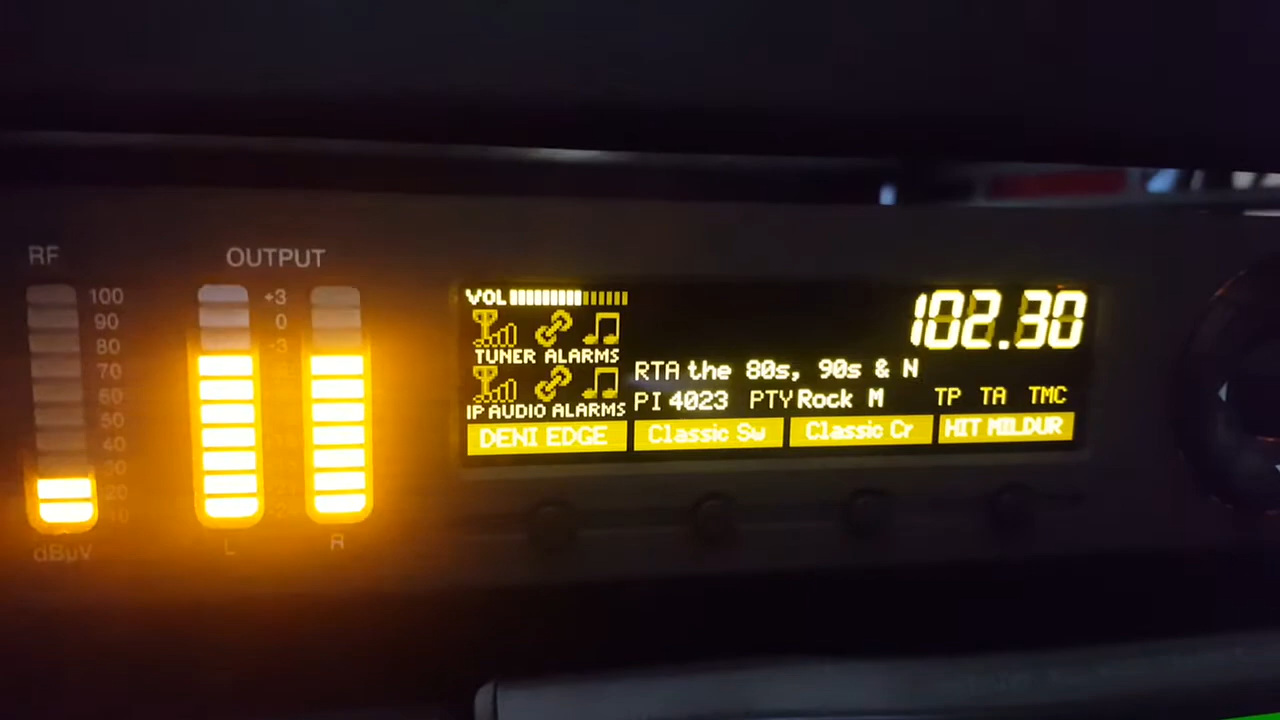 RF
100
90
80
70
60
50
40
30
20
10
dBµV
OUTPUT
+3
0
-3
L R
VOL
102.30
TUNER ALARMS
RTA the 80s, 90s & N
IP AUDIO ALARMS
PI 4023 PTY Rock M TP TA TMC
DENI EDGE Classic Sw Classic Cr HIT MILDUR